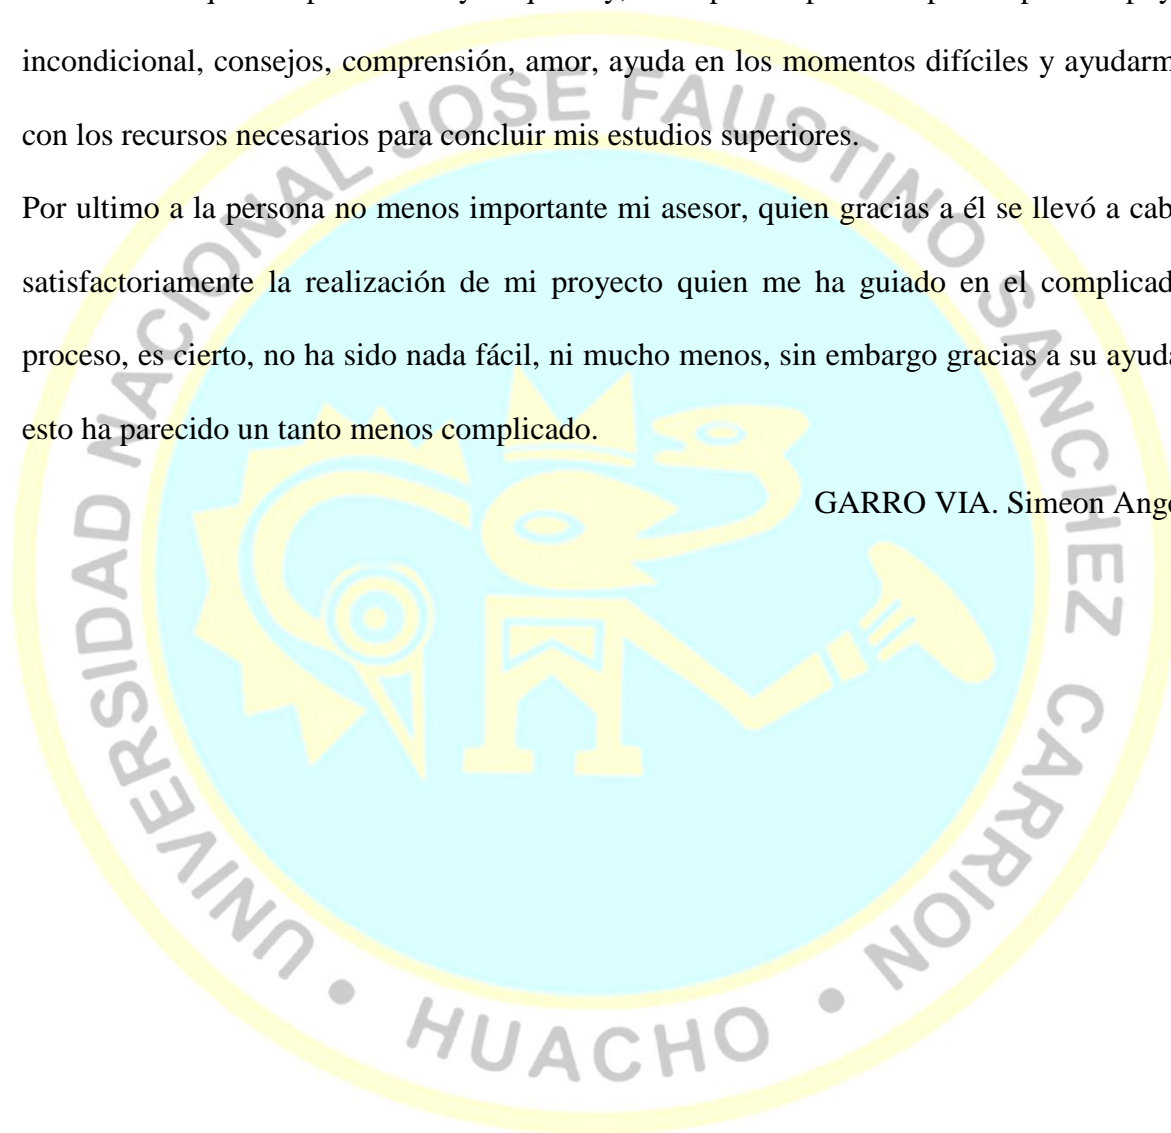 incondicional, consejos, comprensión, amor, ayuda en los momentos difíciles y ayudarm
con los recursos necesarios para concluir mis estudios superiores.
Por ultimo a la persona no menos importante mi asesor, quien gracias a él se llevó a cab
satisfactoriamente la realización de mi proyecto quien me ha guiado en el complicad
proceso, es cierto, no ha sido nada fácil, ni mucho menos, sin embargo gracias a su ayuda
esto ha parecido un tanto menos complicado.
GARRO VIA. Simeon Ang
UNIVERSIDAD NACIONAL JOSE FAUSTINO SANCHEZ CARRION • HUACHO •